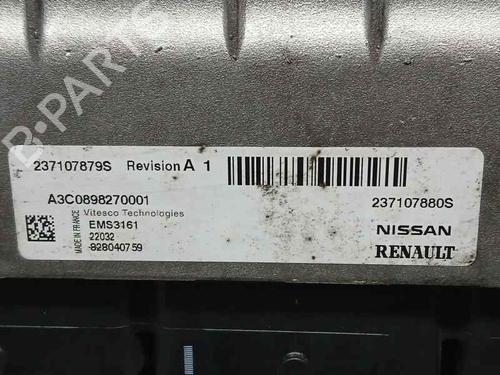 B-PARTS
237107879S Revision A 1
A3C0898270001
237107880S
Vitesco Technologies
MADE IN FRANCE
EMS3161
22032
828040759
NISSAN
RENAULT